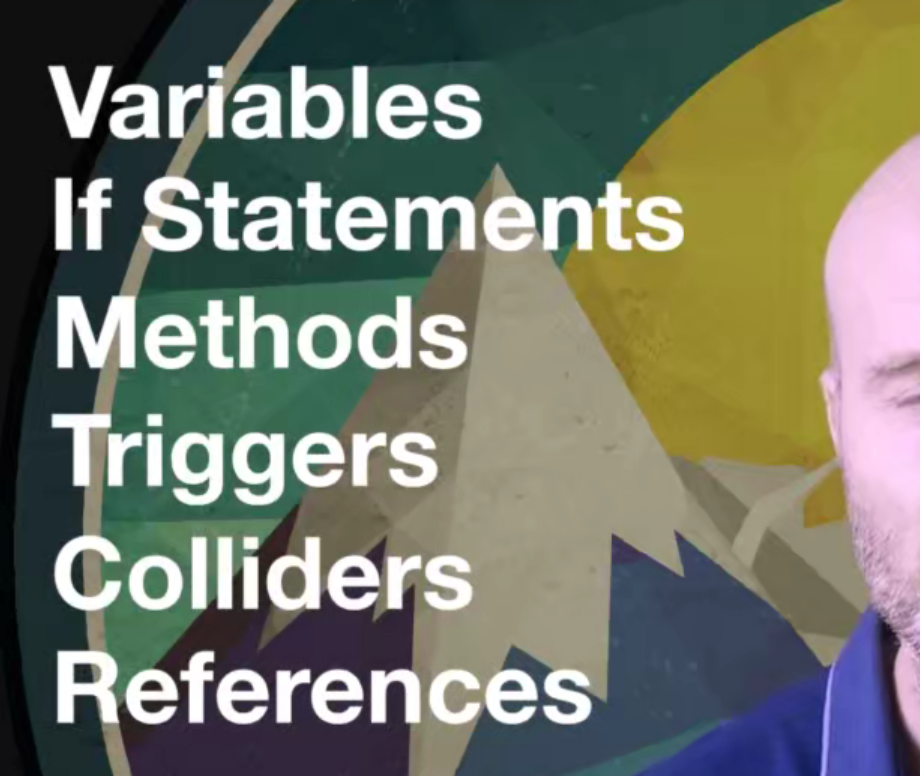 Variables
If Statements
Methods
Triggers
Colliders
References